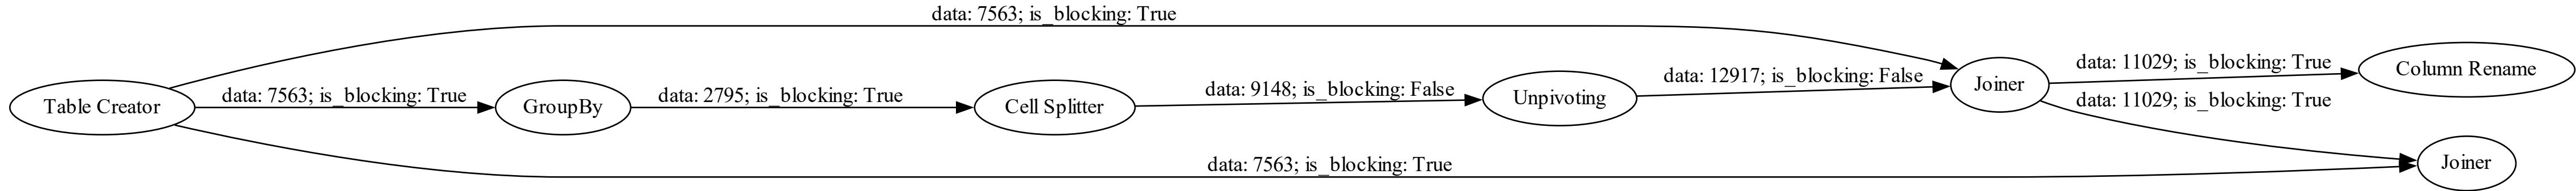 data: 7563; is_blocking: True
Table Creator
data: 7563; is_blocking: True
GroupBy
data: 2795; is_blocking: True
Cell Splitter
data: 9148; is_blocking: False
Unpivoting
data: 12917; is_blocking: False
Joiner
data: 11029; is_blocking: True
Column Rename
data: 11029; is_blocking: True
data: 7563; is_blocking: True
Joiner